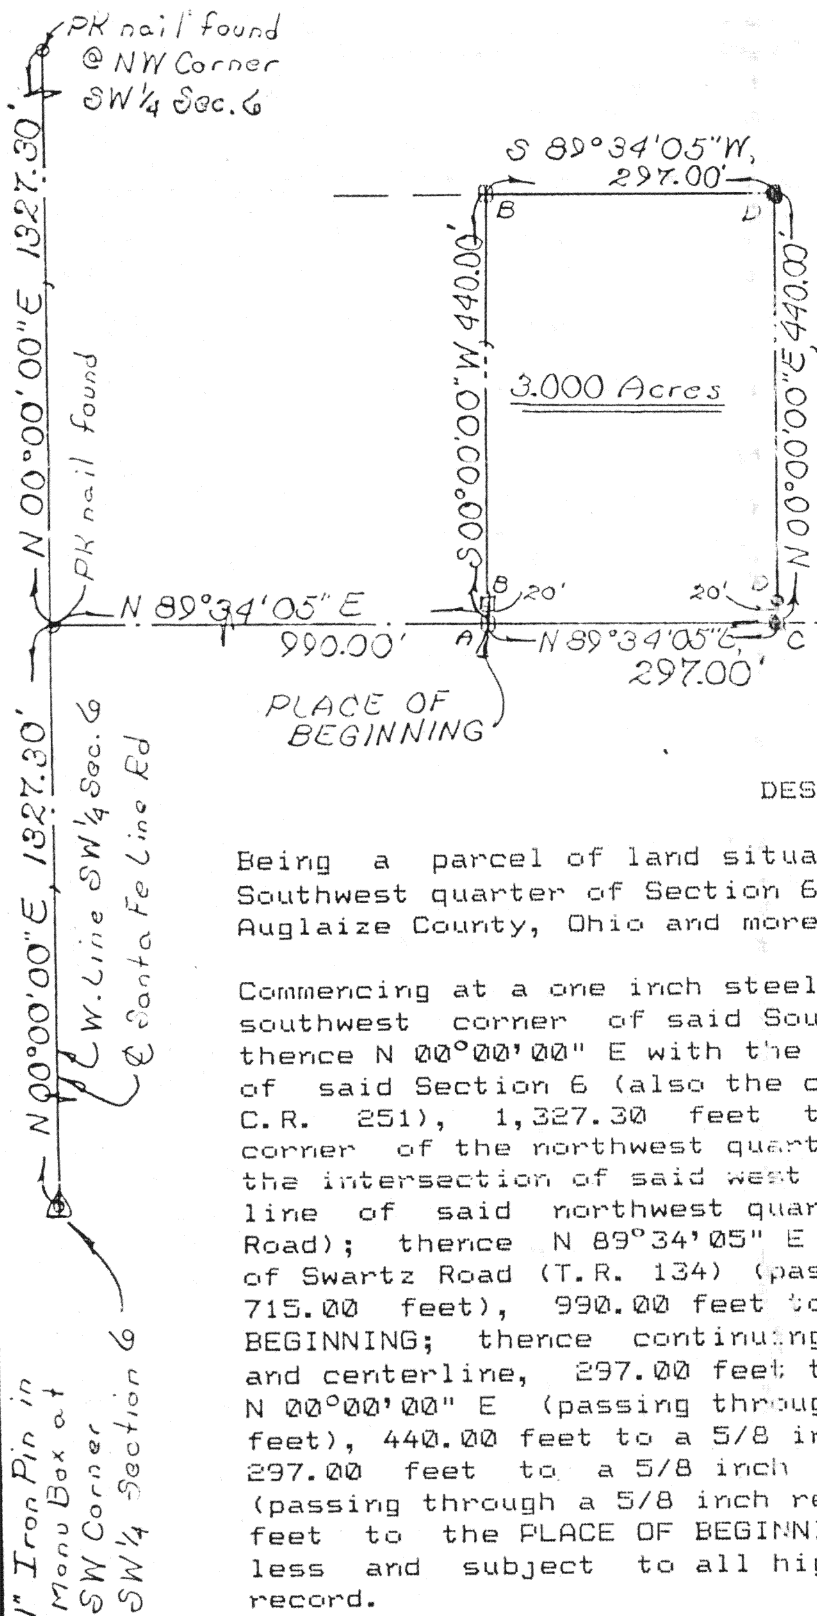 PK nail found
@ NW Corner
SW 1/4 Sec. 6
N 00°00'00" E, 1327.30'
PK nail found
S 89°34'05" W,
297.00'
B
D
S 00°00'00" W, 440.00'
3.000 Acres
N 00°00'00" E, 440.00'
N 89°34'05" E
990.00'
B
20'
20'
D
A
N 89°34'05" E,
297.00'
C
PLACE OF
BEGINNING
N 00°00'00" E, 1327.30'
W. Line SW 1/4 Sec. 6
℄ Santa Fe Line Rd
1" Iron Pin in
Monu Box at
SW Corner
SW 1/4 Section 6
DES
Being a parcel of land situa
Southwest quarter of Section 6
Auglaize County, Ohio and more
Commencing at a one inch steel
southwest corner of said Sou
thence N 00°00'00" E with the
of said Section 6 (also the c
C.R. 251), 1,327.30 feet t
corner of the northwest quart
the intersection of said west
line of said northwest quar
Road); thence N 89°34'05" E
of Swartz Road (T.R. 134) (pas
715.00 feet), 990.00 feet to
BEGINNING; thence continuing
and centerline, 297.00 feet t
N 00°00'00" E (passing throug
feet), 440.00 feet to a 5/8 i
297.00 feet to a 5/8 inch
(passing through a 5/8 inch re
feet to the PLACE OF BEGINNI
less and subject to all hig
record.